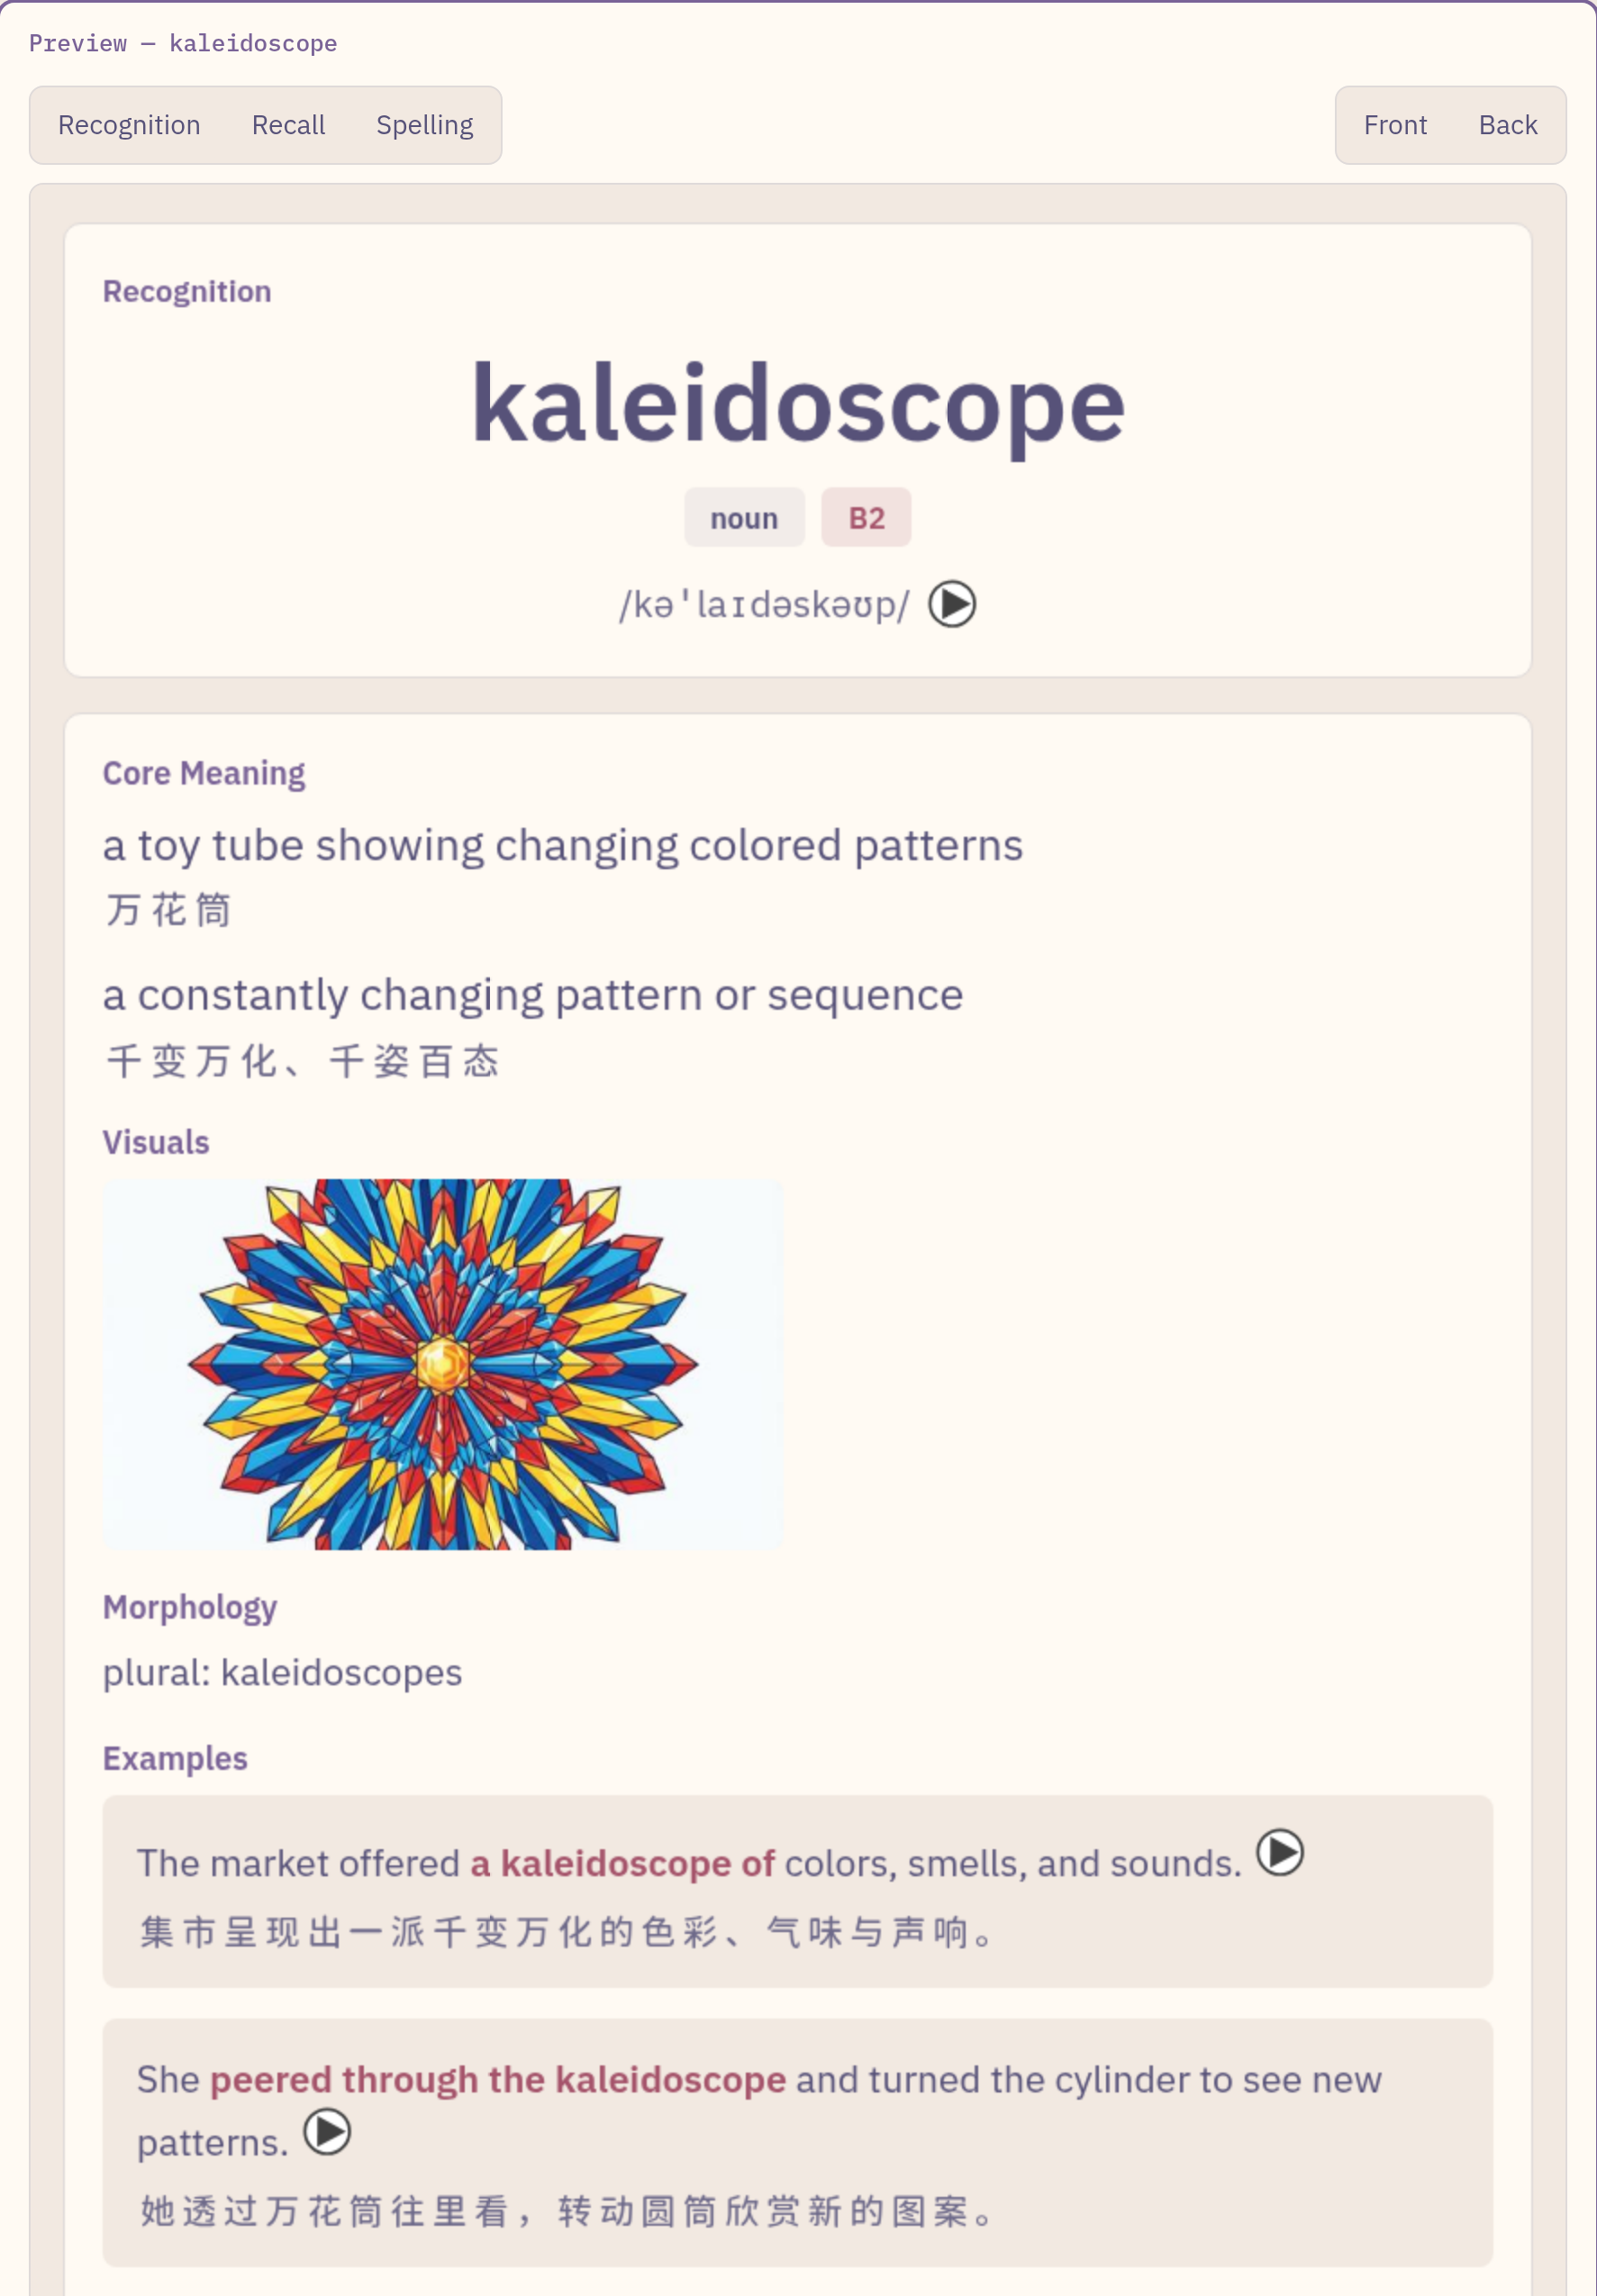 Preview — kaleidoscope
Recognition Recall Spelling
Front Back
Recognition
kaleidoscope
noun B2
/kəˈlaɪdəskəʊp/
Core Meaning
a toy tube showing changing colored patterns
万花筒
a constantly changing pattern or sequence
千变万化、千姿百态
Visuals
Morphology
plural: kaleidoscopes
Examples
The market offered a kaleidoscope of colors, smells, and sounds.
集市呈现出一派千变万化的色彩、气味与声响。
She peered through the kaleidoscope and turned the cylinder to see new
patterns.
她透过万花筒往里看，转动圆筒欣赏新的图案。